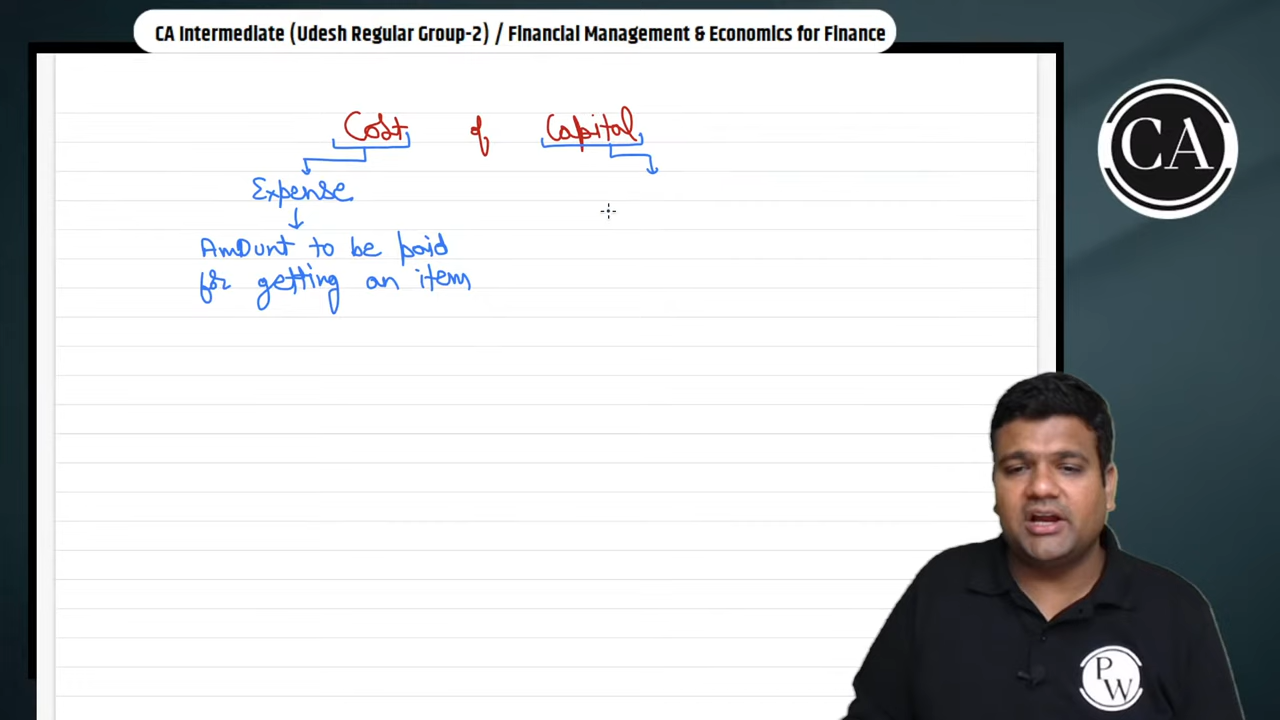 CA Intermediate (Udesh Regular Group-2) / Financial Management & Economics for Finance
CA
Cost of Capital
Expense
Amount to be paid
for getting an item
PW